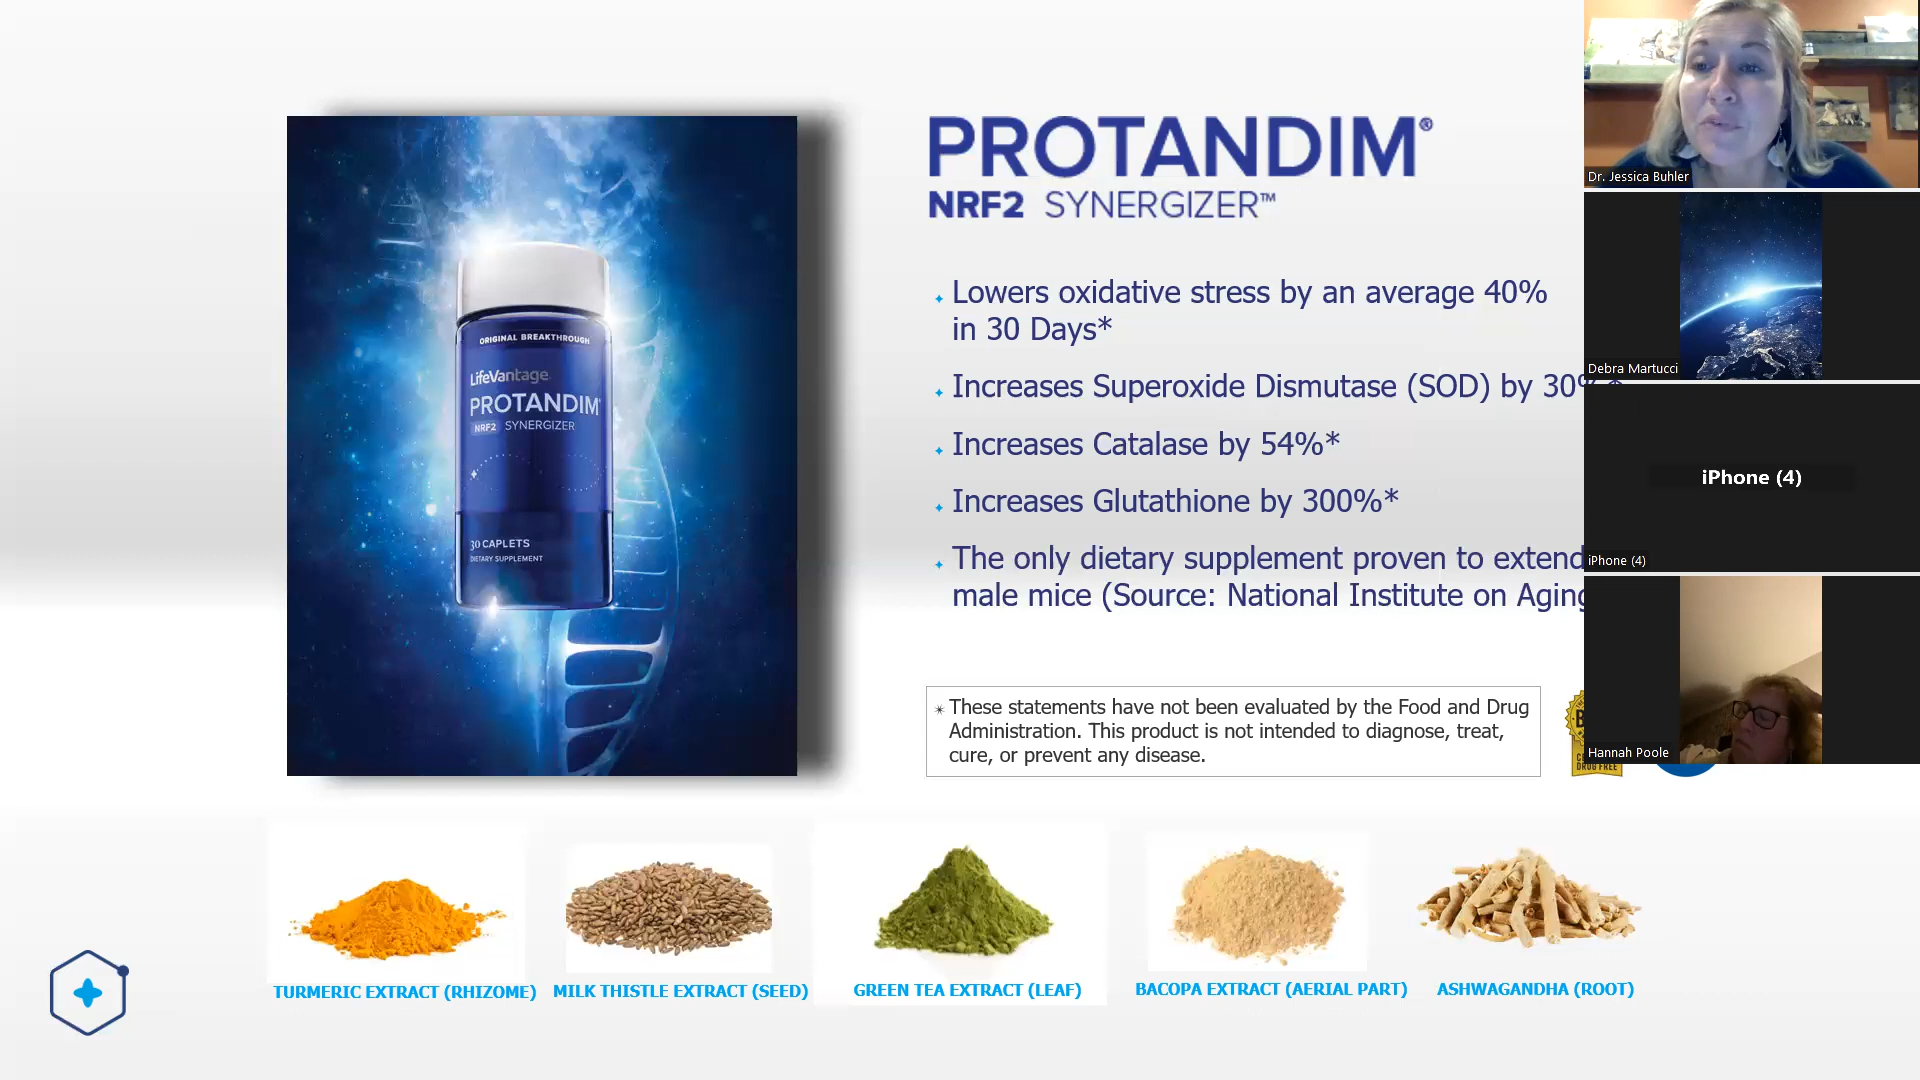 PROTANDIM®
NRF2 SYNERGIZER™
Lowers oxidative stress by an average 40%
in 30 Days*
Increases Superoxide Dismutase (SOD) by 30%*
Increases Catalase by 54%*
Increases Glutathione by 300%*
The only dietary supplement proven to extend
male mice (Source: National Institute on Aging
* These statements have not been evaluated by the Food and Drug
Administration. This product is not intended to diagnose, treat,
cure, or prevent any disease.
ORIGINAL BREAKTHROUGH
LifeVantage
PROTANDIM®
NRF2 SYNERGIZER
30 CAPLETS
DIETARY SUPPLEMENT
DRUG FREE
TURMERIC EXTRACT (RHIZOME)
MILK THISTLE EXTRACT (SEED)
GREEN TEA EXTRACT (LEAF)
BACOPA EXTRACT (AERIAL PART)
ASHWAGANDHA (ROOT)
Dr. Jessica Buhler
Debra Martucci
iPhone (4)
iPhone (4)
Hannah Poole